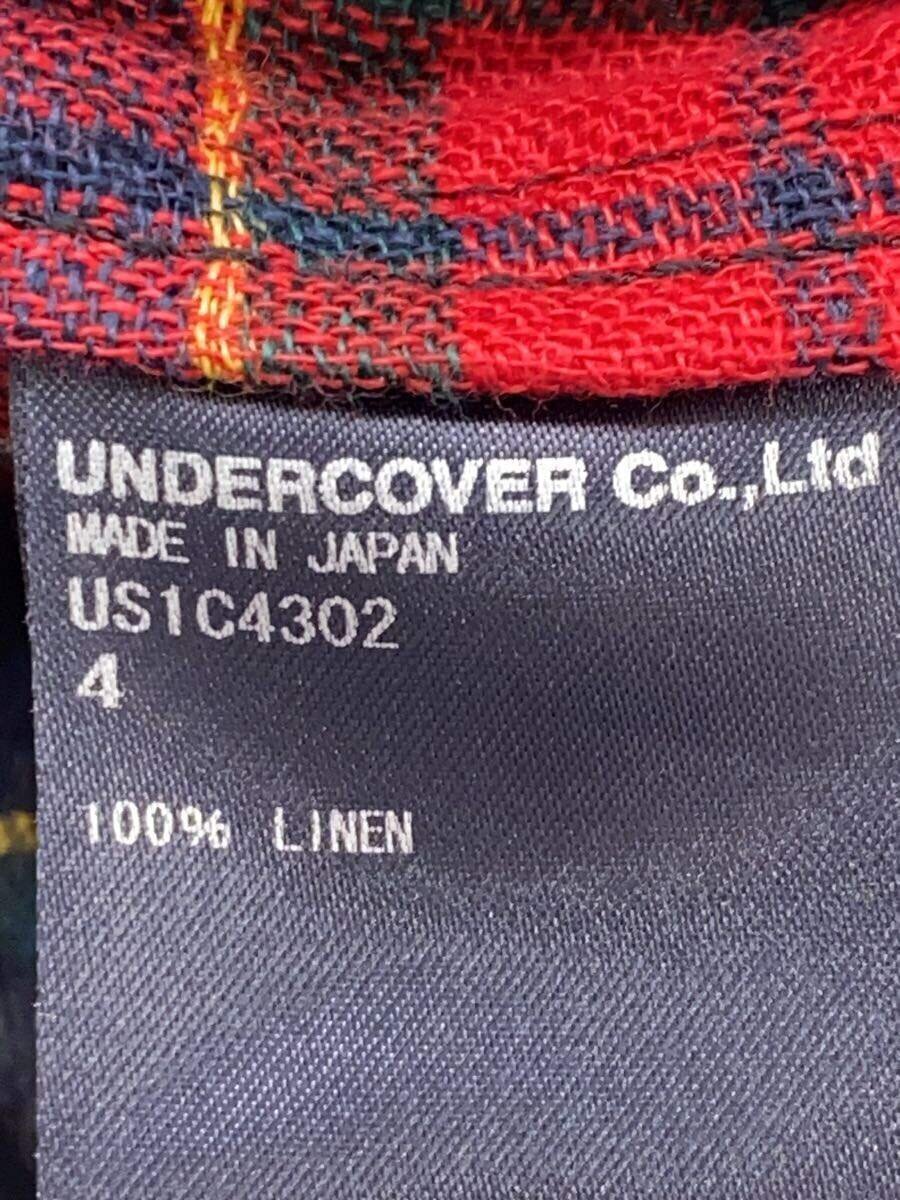 UNDERCOVER Co.,Ltd
MADE IN JAPAN
US1C4302
4
100% LINEN